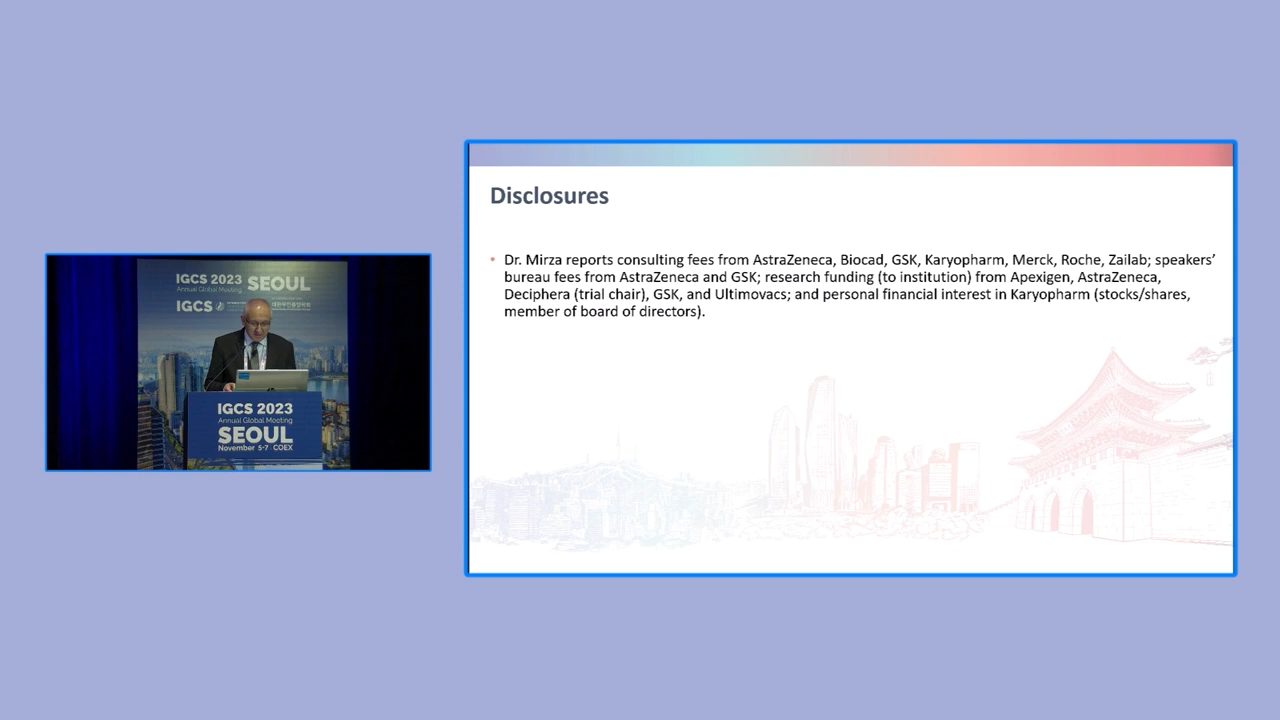 IGCS 2023
Annual Global Meeting
SEOUL
IGCS
IGCS 2023
Annual Global Meeting
SEOUL
November 5-7 | COEX
Disclosures
• Dr. Mirza reports consulting fees from AstraZeneca, Biocad, GSK, Karyopharm, Merck, Roche, Zailab; speakers’
bureau fees from AstraZeneca and GSK; research funding (to institution) from Apexigen, AstraZeneca,
Deciphera (trial chair), GSK, and Ultimovacs; and personal financial interest in Karyopharm (stocks/shares,
member of board of directors).